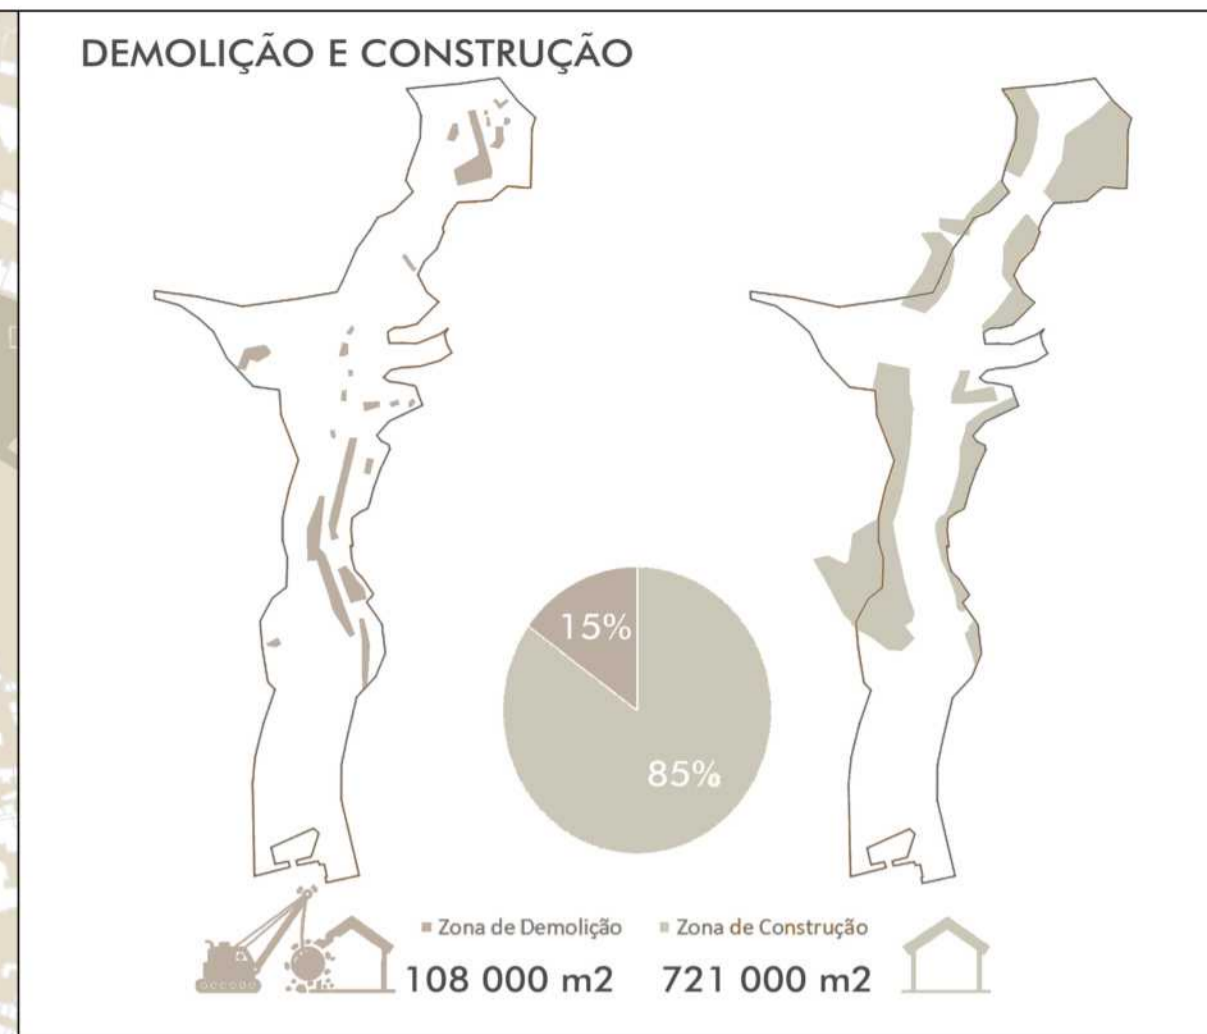 DEMOLIÇÃO E CONSTRUÇÃO
15%
85%
Zona de Demolição
Zona de Construção
108 000 m2
721 000 m2